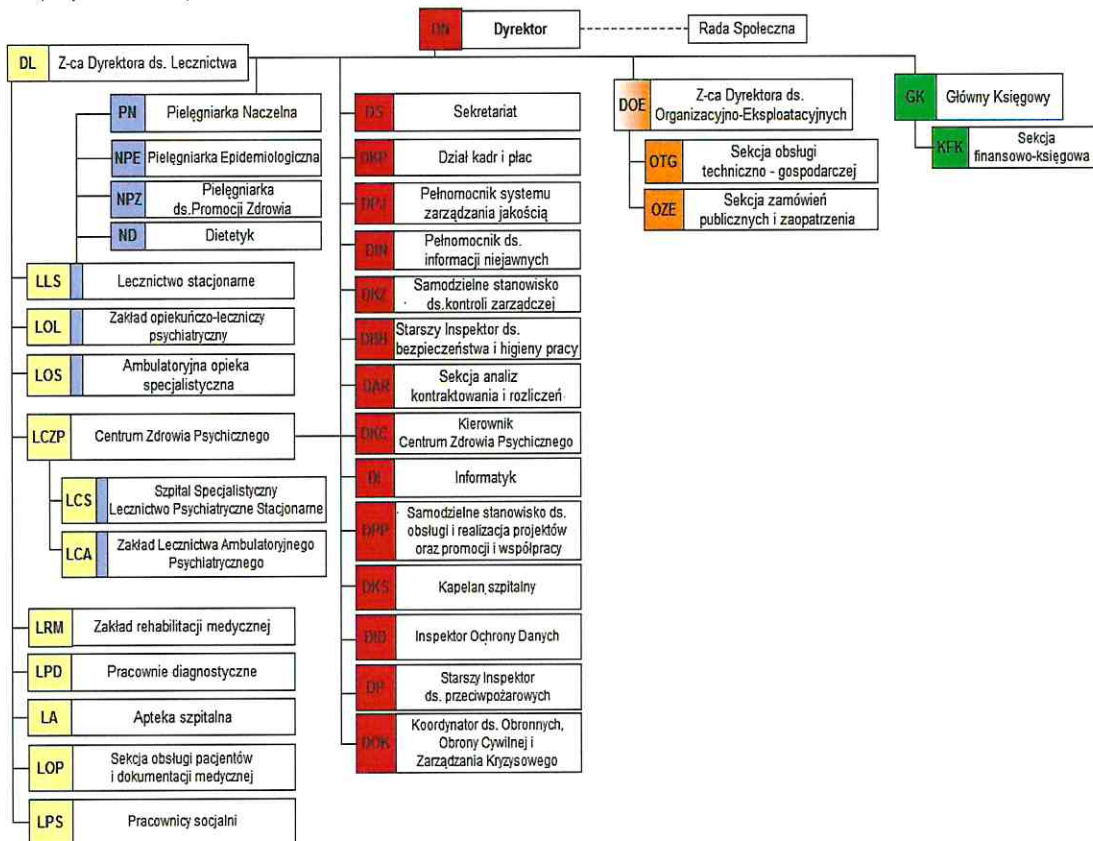 DN Dyrektor
Rada Społeczna
DL Z-ca Dyrektora ds. Lecznictwa
PN Pielęgniarka Naczelna
NPE Pielęgniarka Epidemiologiczna
NPZ Pielęgniarka
ds.Promocji Zdrowia
ND Dietetyk
LLS Lecznictwo stacjonarne
LOL Zakład opiekuńczo-leczniczy
psychiatryczny
LOS Ambulatoryjna opieka
specjalistyczna
LCZP Centrum Zdrowia Psychicznego
LCS Szpital Specjalistyczny
Lecznictwo Psychiatryczne Stacjonarne
LCA Zakład Lecznictwa Ambulatoryjnego
Psychiatrycznego
LRM Zakład rehabilitacji medycznej
LPD Pracownie diagnostyczne
LA Apteka szpitalna
LOP Sekcja obsługi pacjentów
i dokumentacji medycznej
LPS Pracownicy socjalni
DS Sekretariat
DKP Dział kadr i płac
DPJ Pełnomocnik systemu
zarządzania jakością
DIN Pełnomocnik ds.
informacji niejawnych
DKZ Samodzielne stanowisko
ds.kontroli zarządczej
DBH Starszy Inspektor ds.
bezpieczeństwa i higieny pracy
DAR Sekcja analiz
kontraktowania i rozliczeń
DKC Kierownik
Centrum Zdrowia Psychicznego
DI Informatyk
DPP Samodzielne stanowisko ds.
obsługi i realizacja projektów
oraz promocji i współpracy
DKS Kapelan szpitalny
DID Inspektor Ochrony Danych
DP Starszy Inspektor
ds. przeciwpożarowych
DOK Koordynator ds. Obronnych,
Obrony Cywilnej i
Zarządzania Kryzysowego
DOE Z-ca Dyrektora ds.
Organizacyjno-Eksploatacyjnych
OTG Sekcja obsługi
techniczno - gospodarczej
OZE Sekcja zamówień
publicznych i zaopatrzenia
GK Główny Księgowy
KFK Sekcja
finansowo-księgowa